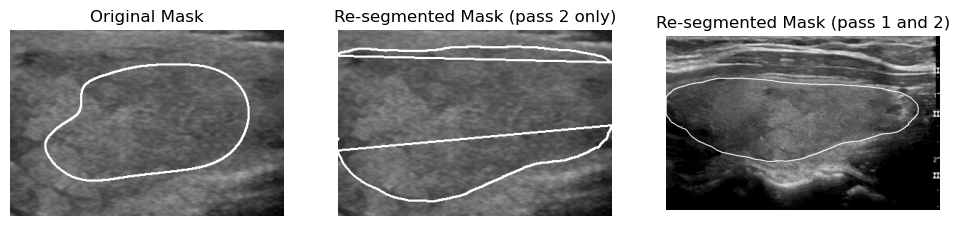 Original Mask
Re-segmented Mask (pass 2 only)
Re-segmented Mask (pass 1 and 2)